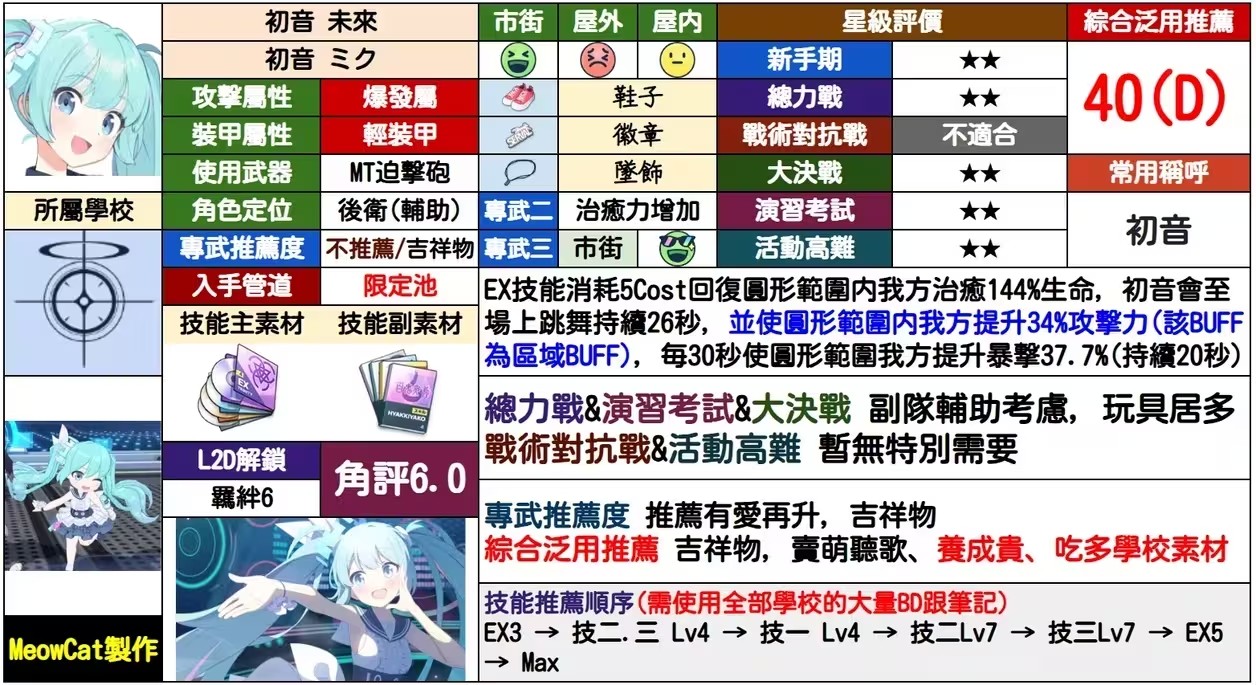 初音 未來
初音 ミク
市街 屋外 屋内
星級評價
綜合泛用推薦
新手期 ★★
40(D)
攻擊屬性 爆發屬
鞋子
總力戰 ★★
裝甲屬性 輕裝甲
徽章
戰術對抗戰 不適合
使用武器 MT迫擊砲
墜飾
大決戰 ★★
常用稱呼
所屬學校
角色定位 後衛(輔助)
專武二 治癒力增加
演習考試 ★★
初音
專武推薦度 不推薦/吉祥物
專武三 市街
活動高難 ★★
入手管道 限定池
技能主素材 技能副素材
EX
HYAKKIYAKO
EX技能消耗5Cost回復圓形範圍內我方治癒144%生命, 初音會至
場上跳舞持續26秒, 並使圓形範圍内我方提升34%攻擊力(該BUFF
為區域BUFF), 每30秒使圓形範圍我方提升暴擊37.7%(持續20秒)
L2D解鎖
羈絆6
角評6.0
總力戰&演習考試&大決戰 副隊輔助考慮, 玩具居多
戰術對抗戰&活動高難 暫無特別需要
專武推薦度 推薦有愛再升, 吉祥物
綜合泛用推薦 吉祥物, 賣萌聽歌、養成貴、吃多學校素材
技能推薦順序(需使用全部學校的大量BD跟筆記)
EX3 → 技二.三 Lv4 → 技一 Lv4 → 技二Lv7 → 技三Lv7 → EX5
→ Max
MeowCat製作